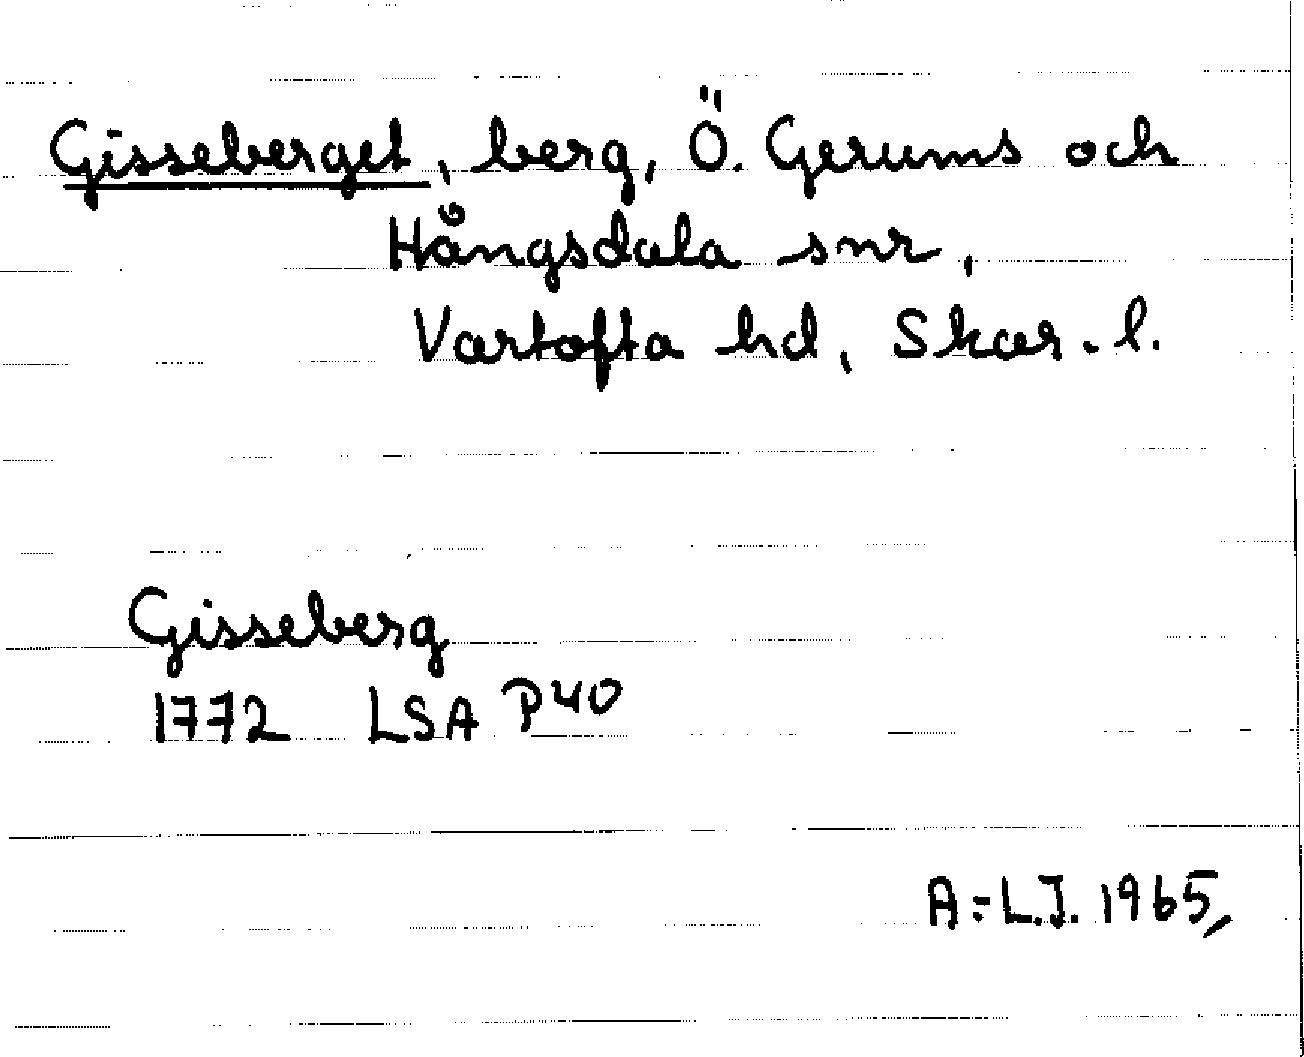 Gisseberget, berg, Ö. Gerums och
Hångsdala snr,
Vartofta hd, Skar. l.
Gisseberg
1772 LSA P40
A.-L.J. 1965,